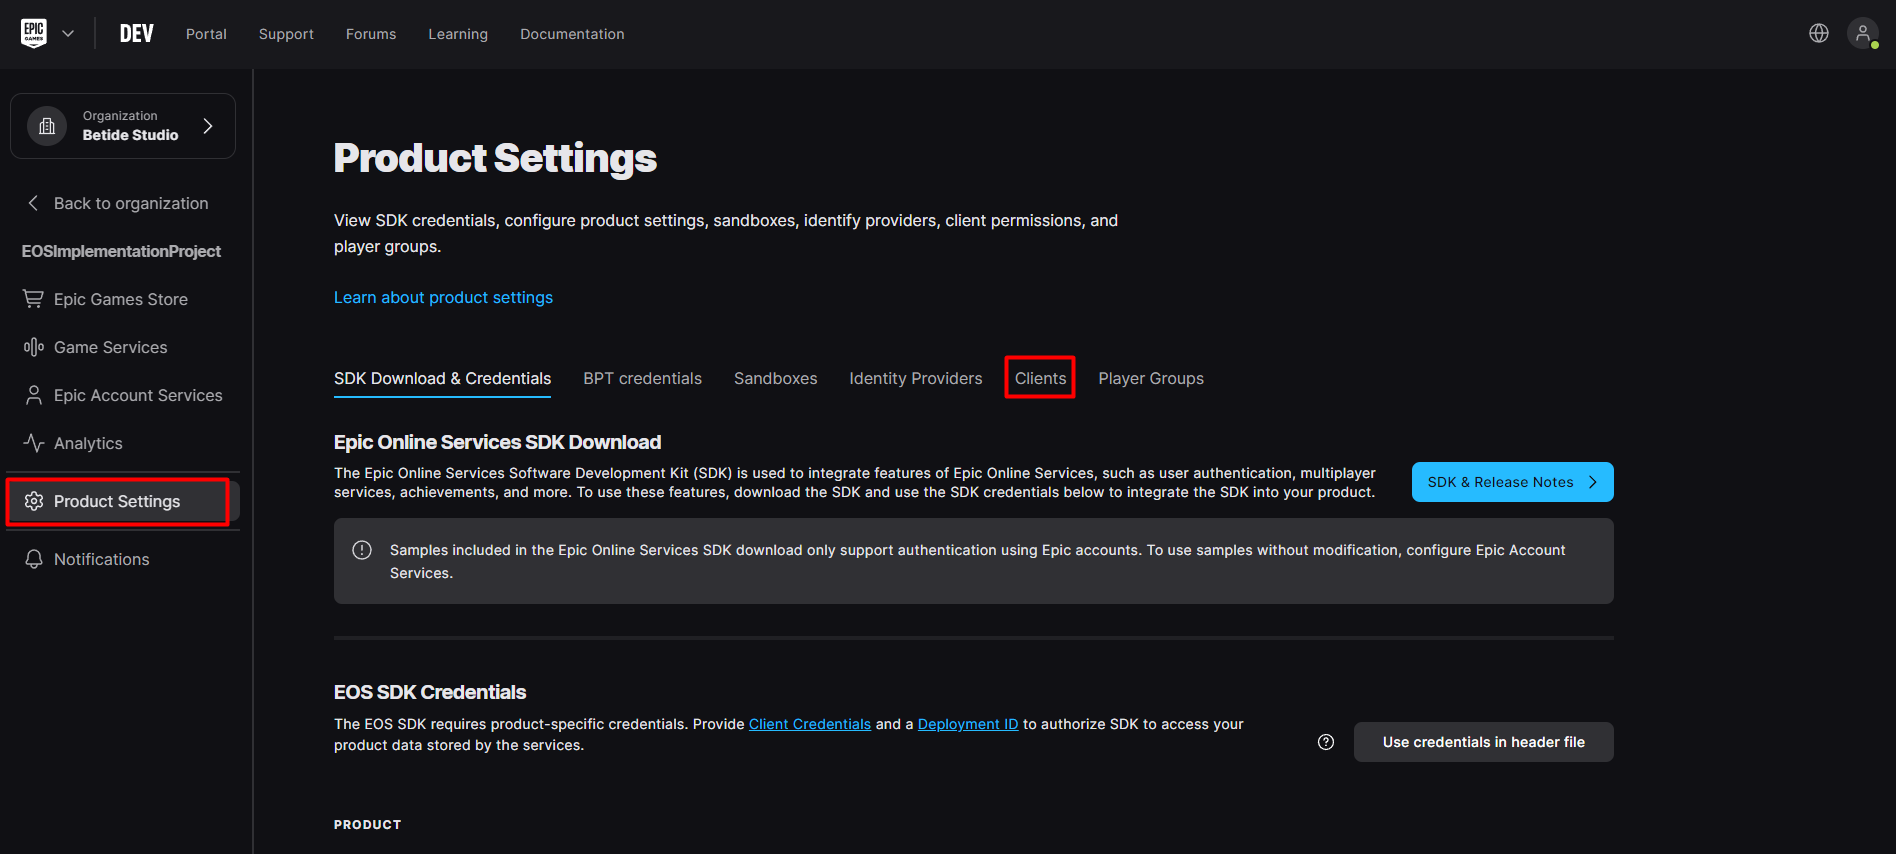 EPIC
GAMES
DEV
Portal
Support
Forums
Learning
Documentation
Organization
Betide Studio
Back to organization
EOSImplementationProject
Epic Games Store
Game Services
Epic Account Services
Analytics
Product Settings
Notifications
Product Settings
View SDK credentials, configure product settings, sandboxes, identify providers, client permissions, and
player groups.
Learn about product settings
SDK Download & Credentials
BPT credentials
Sandboxes
Identity Providers
Clients
Player Groups
Epic Online Services SDK Download
The Epic Online Services Software Development Kit (SDK) is used to integrate features of Epic Online Services, such as user authentication, multiplayer
services, achievements, and more. To use these features, download the SDK and use the SDK credentials below to integrate the SDK into your product.
SDK & Release Notes
Samples included in the Epic Online Services SDK download only support authentication using Epic accounts. To use samples without modification, configure Epic Account
Services.
EOS SDK Credentials
The EOS SDK requires product-specific credentials. Provide Client Credentials and a Deployment ID to authorize SDK to access your
product data stored by the services.
Use credentials in header file
PRODUCT